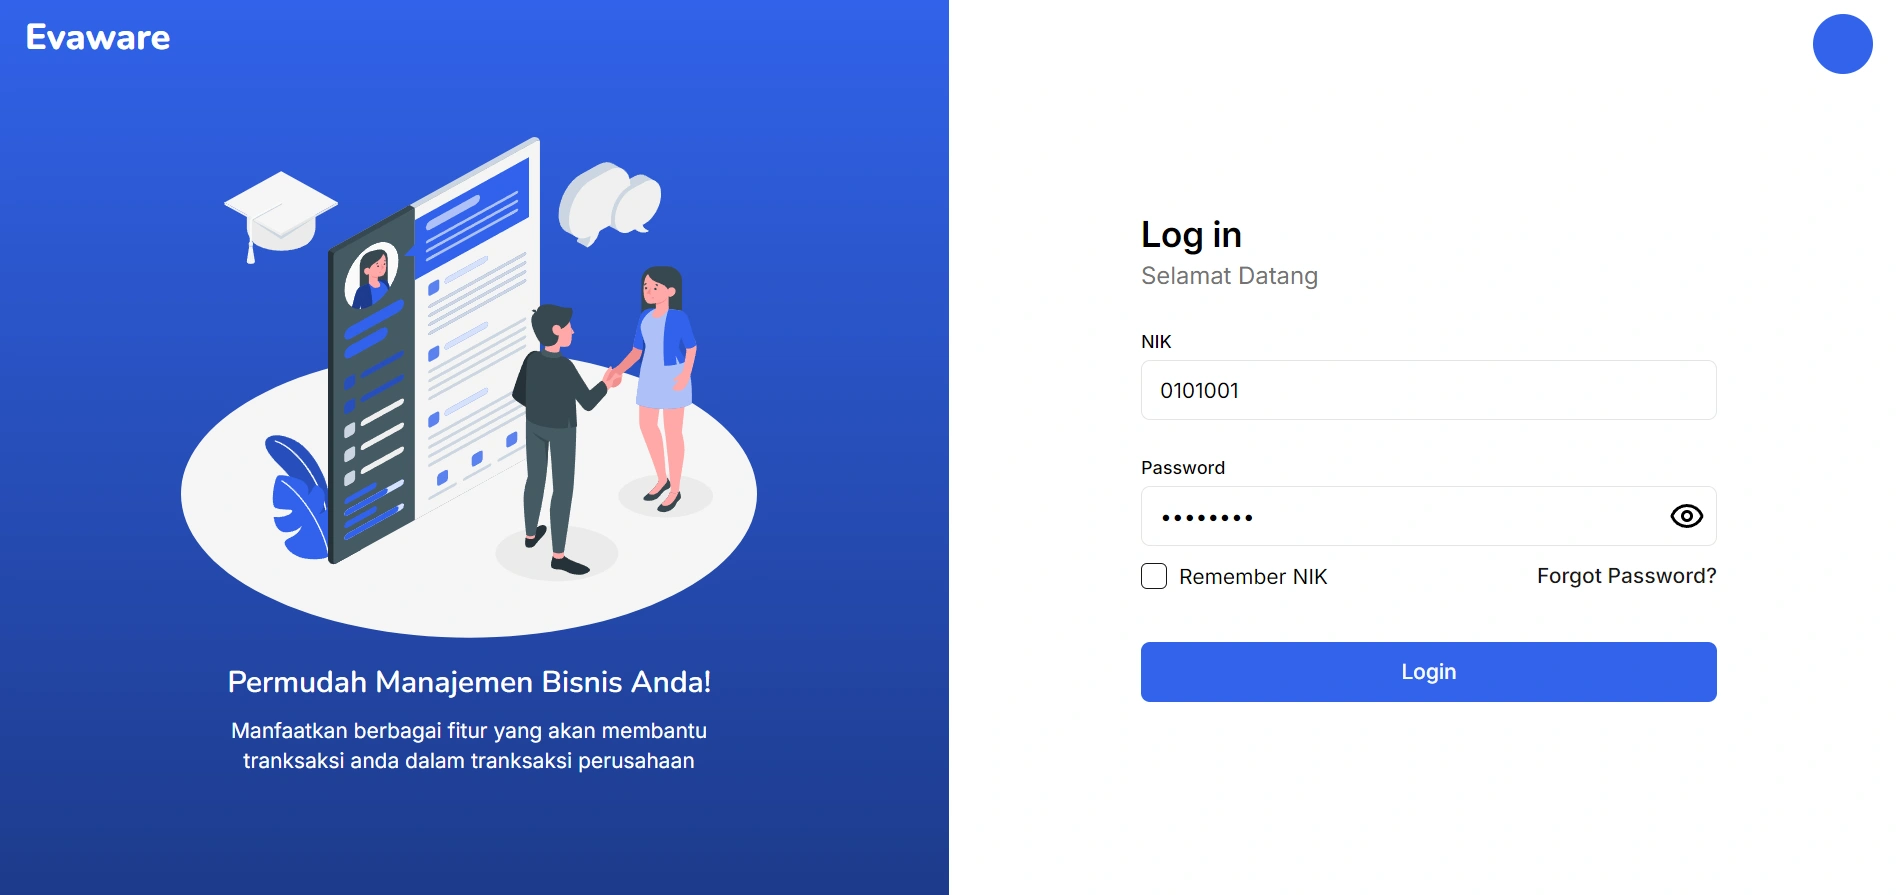 Evaware
Permudah Manajemen Bisnis Anda!
Manfaatkan berbagai fitur yang akan membantu
tranksaksi anda dalam tranksaksi perusahaan
Log in
Selamat Datang
NIK
0101001
Password
••••••••
Remember NIK
Forgot Password?
Login